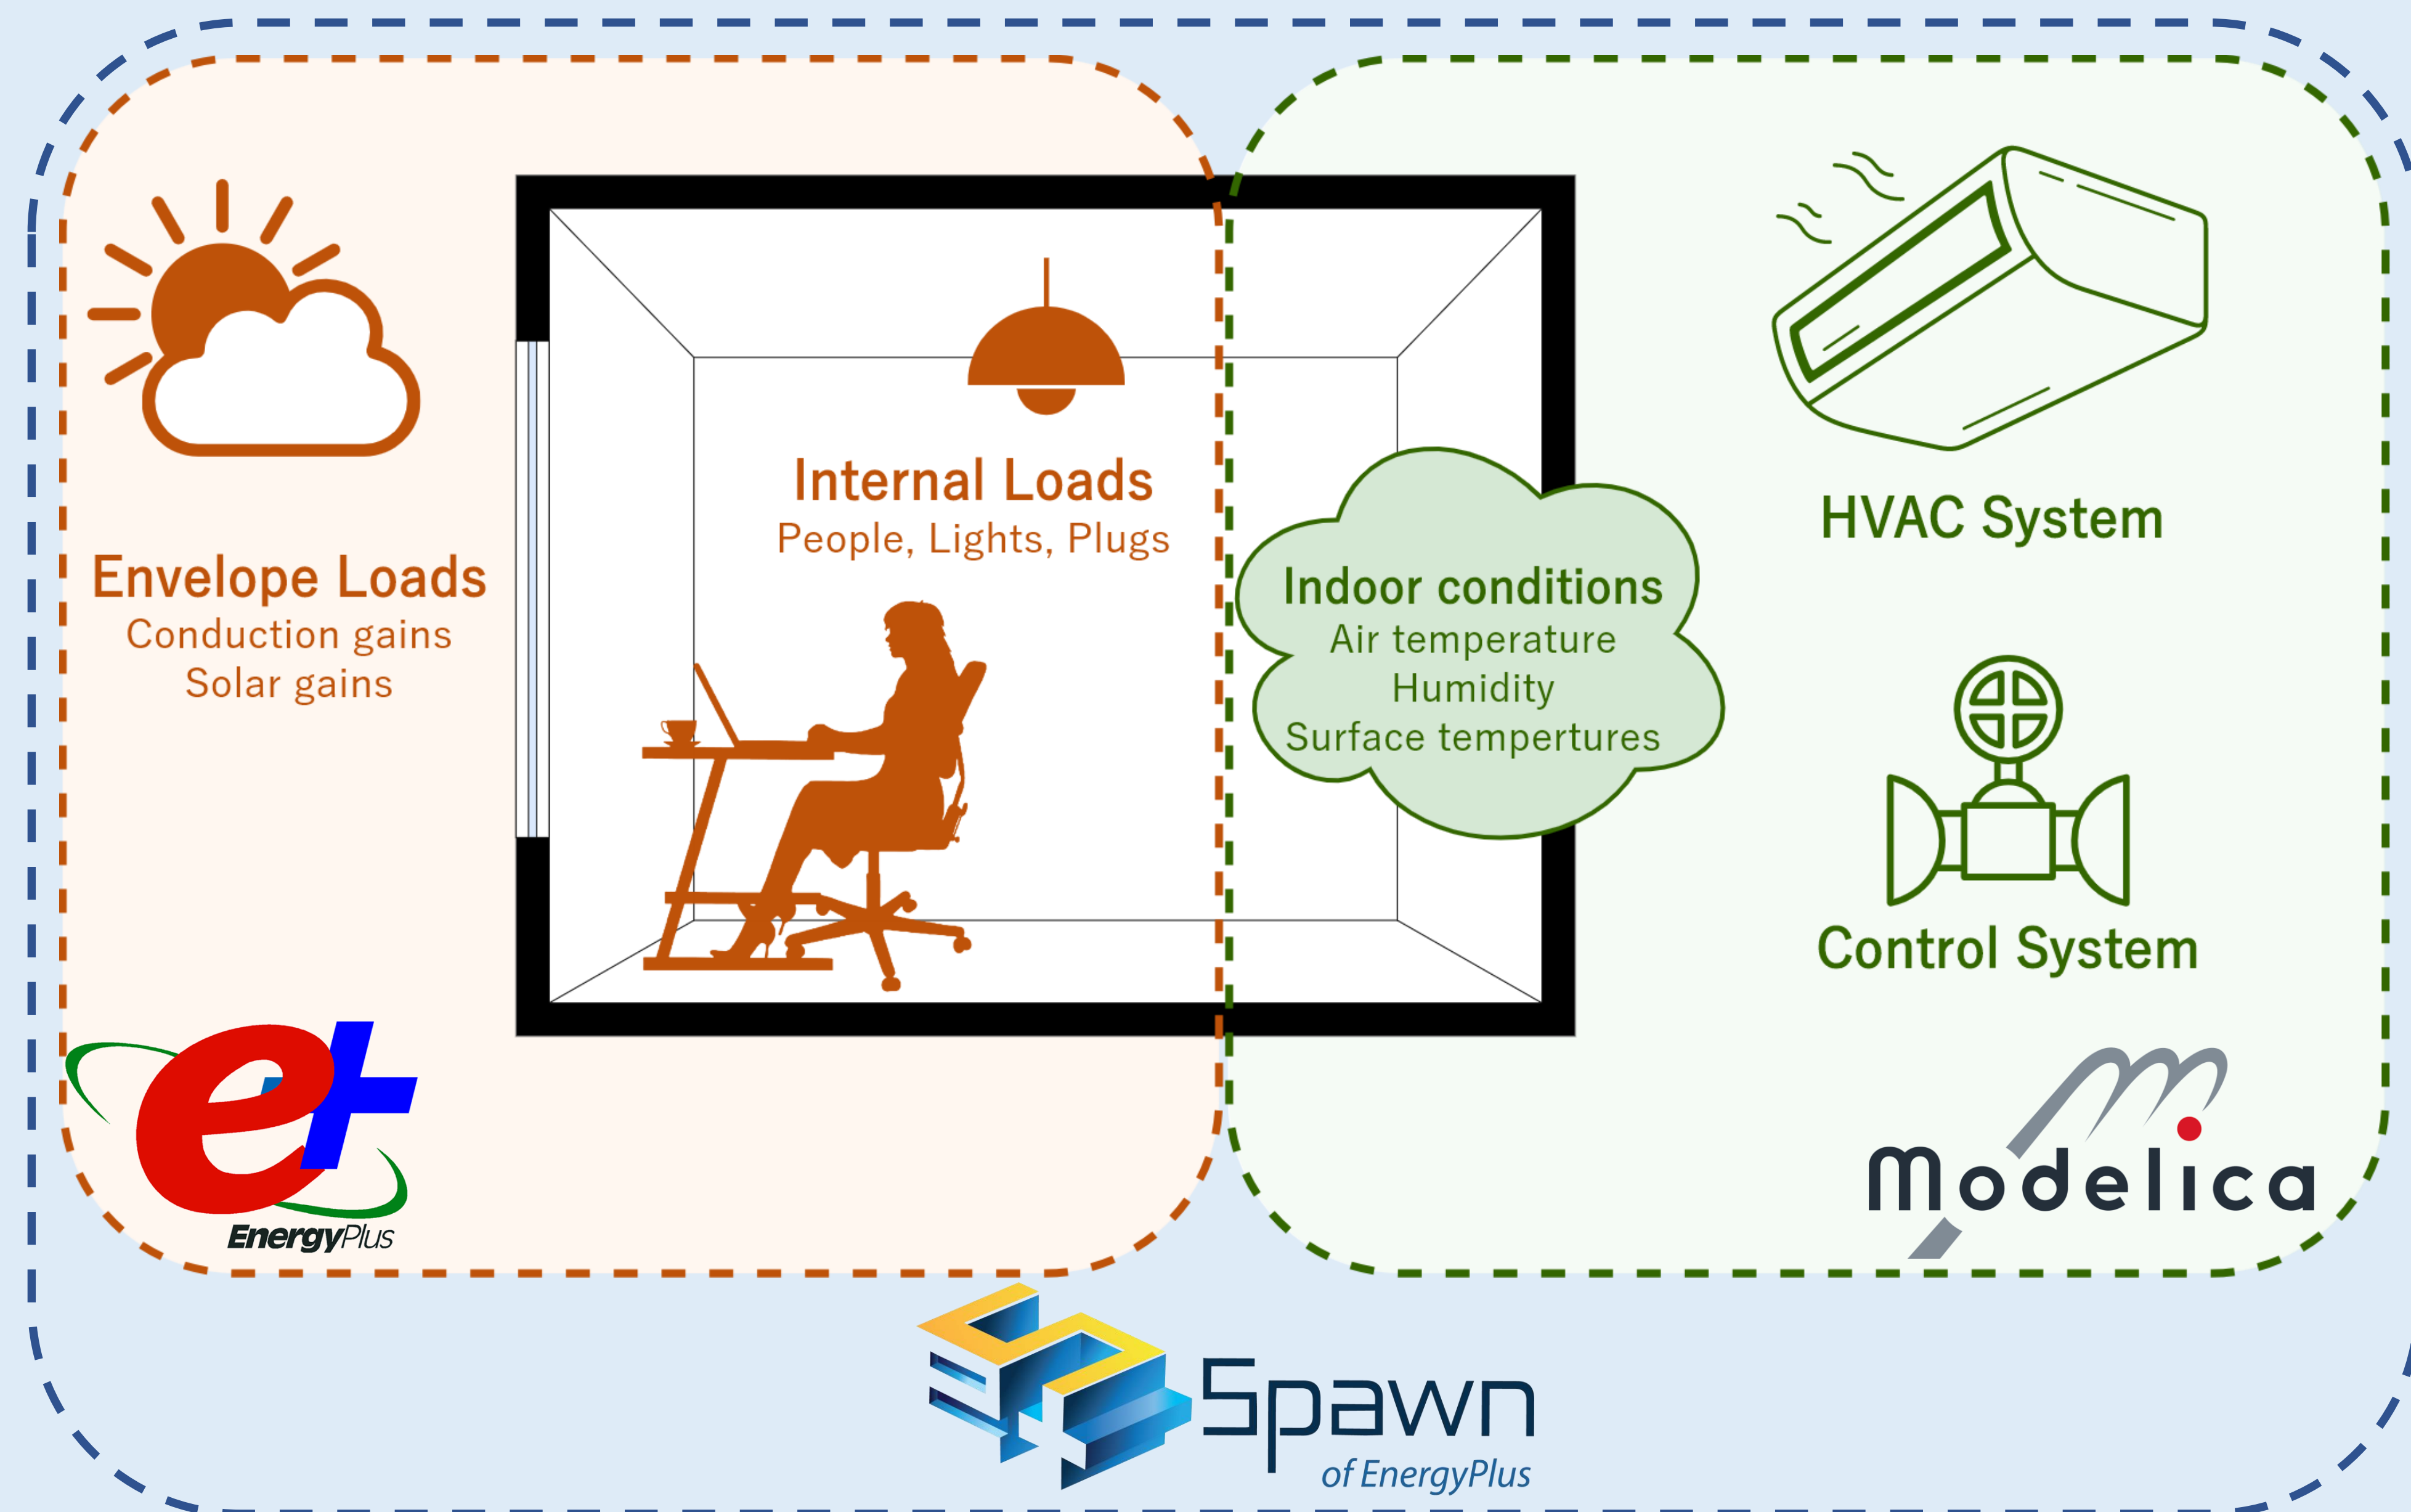 Envelope Loads
Conduction gains
Solar gains
Internal Loads
People, Lights, Plugs
Indoor conditions
Air temperature
Humidity
Surface tempertures
HVAC System
Control System
e+
EnergyPlus
Modelica
Spawn
of EnergyPlus